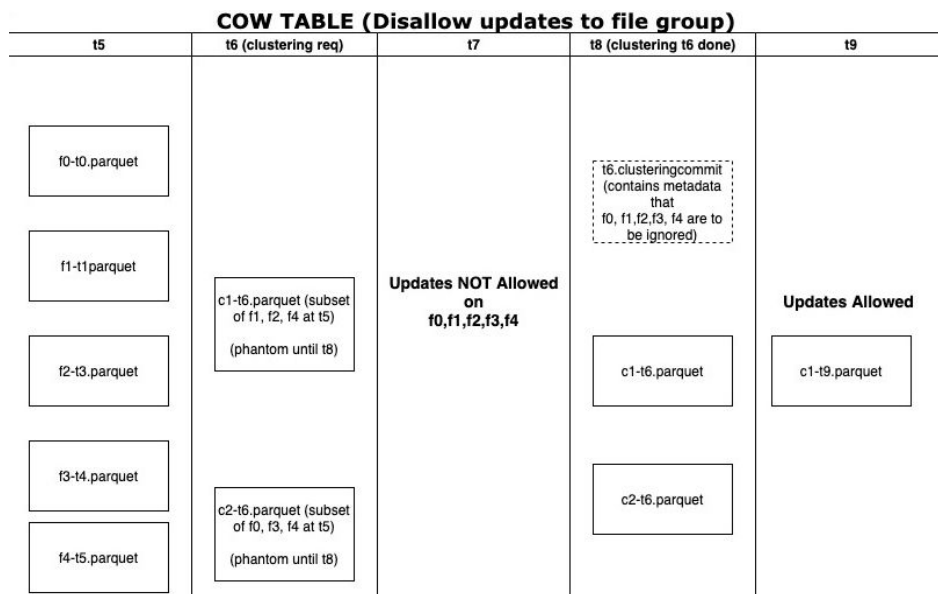 COW TABLE (Disallow updates to file group)
t5
t6 (clustering req)
t7
t8 (clustering t6 done)
t9
f0-t0.parquet
f1-t1parquet
f2-t3.parquet
f3-t4.parquet
f4-t5.parquet
c1-t6.parquet (subset
of f1, f2, f4 at t5)
(phantom until t8)
c2-t6.parquet (subset
of f0, f3, f4 at t5)
(phantom until t8)
Updates NOT Allowed
on
f0,f1,f2,f3,f4
t6.clusteringcommit
(contains metadata
that
f0, f1,f2,f3, f4 are to
be ignored)
c1-t6.parquet
c2-t6.parquet
Updates Allowed
c1-t9.parquet